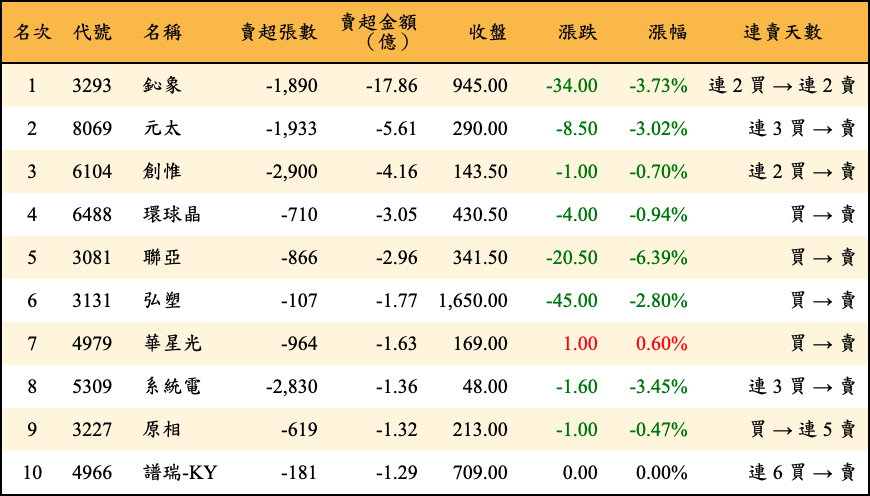 名次 代號 名稱 賣超張數 賣超金額（億） 收盤 漲跌 漲幅 連賣天數
1 3293 鈊象 -1,890 -17.86 945.00 -34.00 -3.73% 連 2 買 → 連 2 賣
2 8069 元太 -1,933 -5.61 290.00 -8.50 -3.02% 連 3 買 → 賣
3 6104 創惟 -2,900 -4.16 143.50 -1.00 -0.70% 連 2 買 → 賣
4 6488 環球晶 -710 -3.05 430.50 -4.00 -0.94% 買 → 賣
5 3081 聯亞 -866 -2.96 341.50 -20.50 -6.39% 買 → 賣
6 3131 弘塑 -107 -1.77 1,650.00 -45.00 -2.80% 買 → 賣
7 4979 華星光 -964 -1.63 169.00 1.00 0.60% 買 → 賣
8 5309 系統電 -2,830 -1.36 48.00 -1.60 -3.45% 連 3 買 → 賣
9 3227 原相 -619 -1.32 213.00 -1.00 -0.47% 買 → 連 5 賣
10 4966 譜瑞-KY -181 -1.29 709.00 0.00 0.00% 連 6 買 → 賣